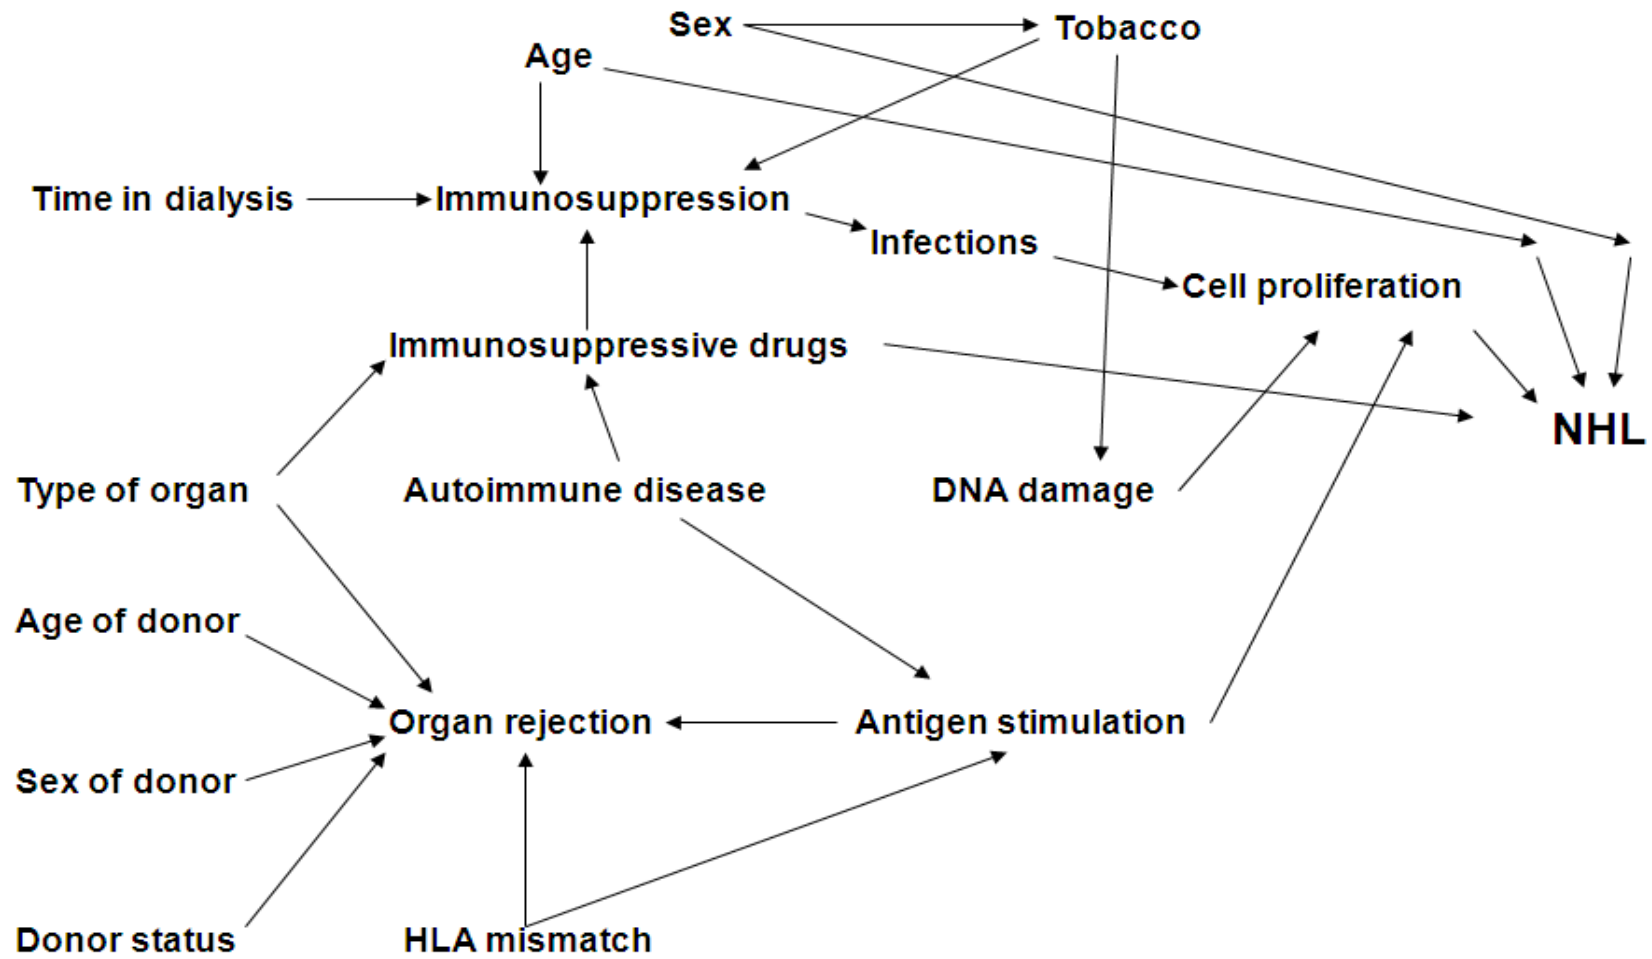 Sex
Tobacco
Age
Time in dialysis
Immunosuppression
Infections
Cell proliferation
Immunosuppressive drugs
NHL
Type of organ
Autoimmune disease
DNA damage
Age of donor
Organ rejection
Antigen stimulation
Sex of donor
Donor status
HLA mismatch